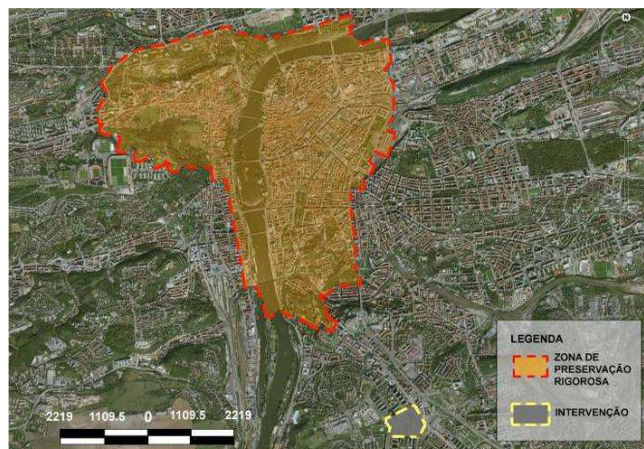 N
LEGENDA
ZONA DE
PRESERVAÇÃO
RIGOROSA
INTERVENÇÃO
2219 1109.5 0 1109.5 2219